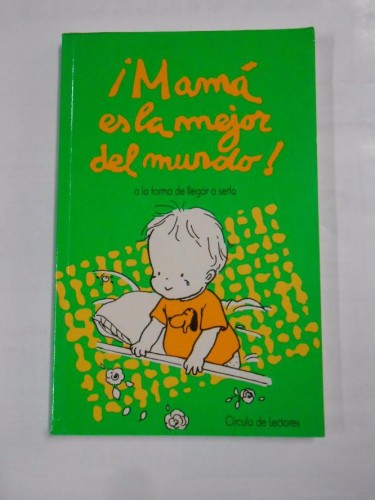 ¡Mamá
es la mejor
del mundo!
o la forma de llegar a serlo
Círculo de Lectores